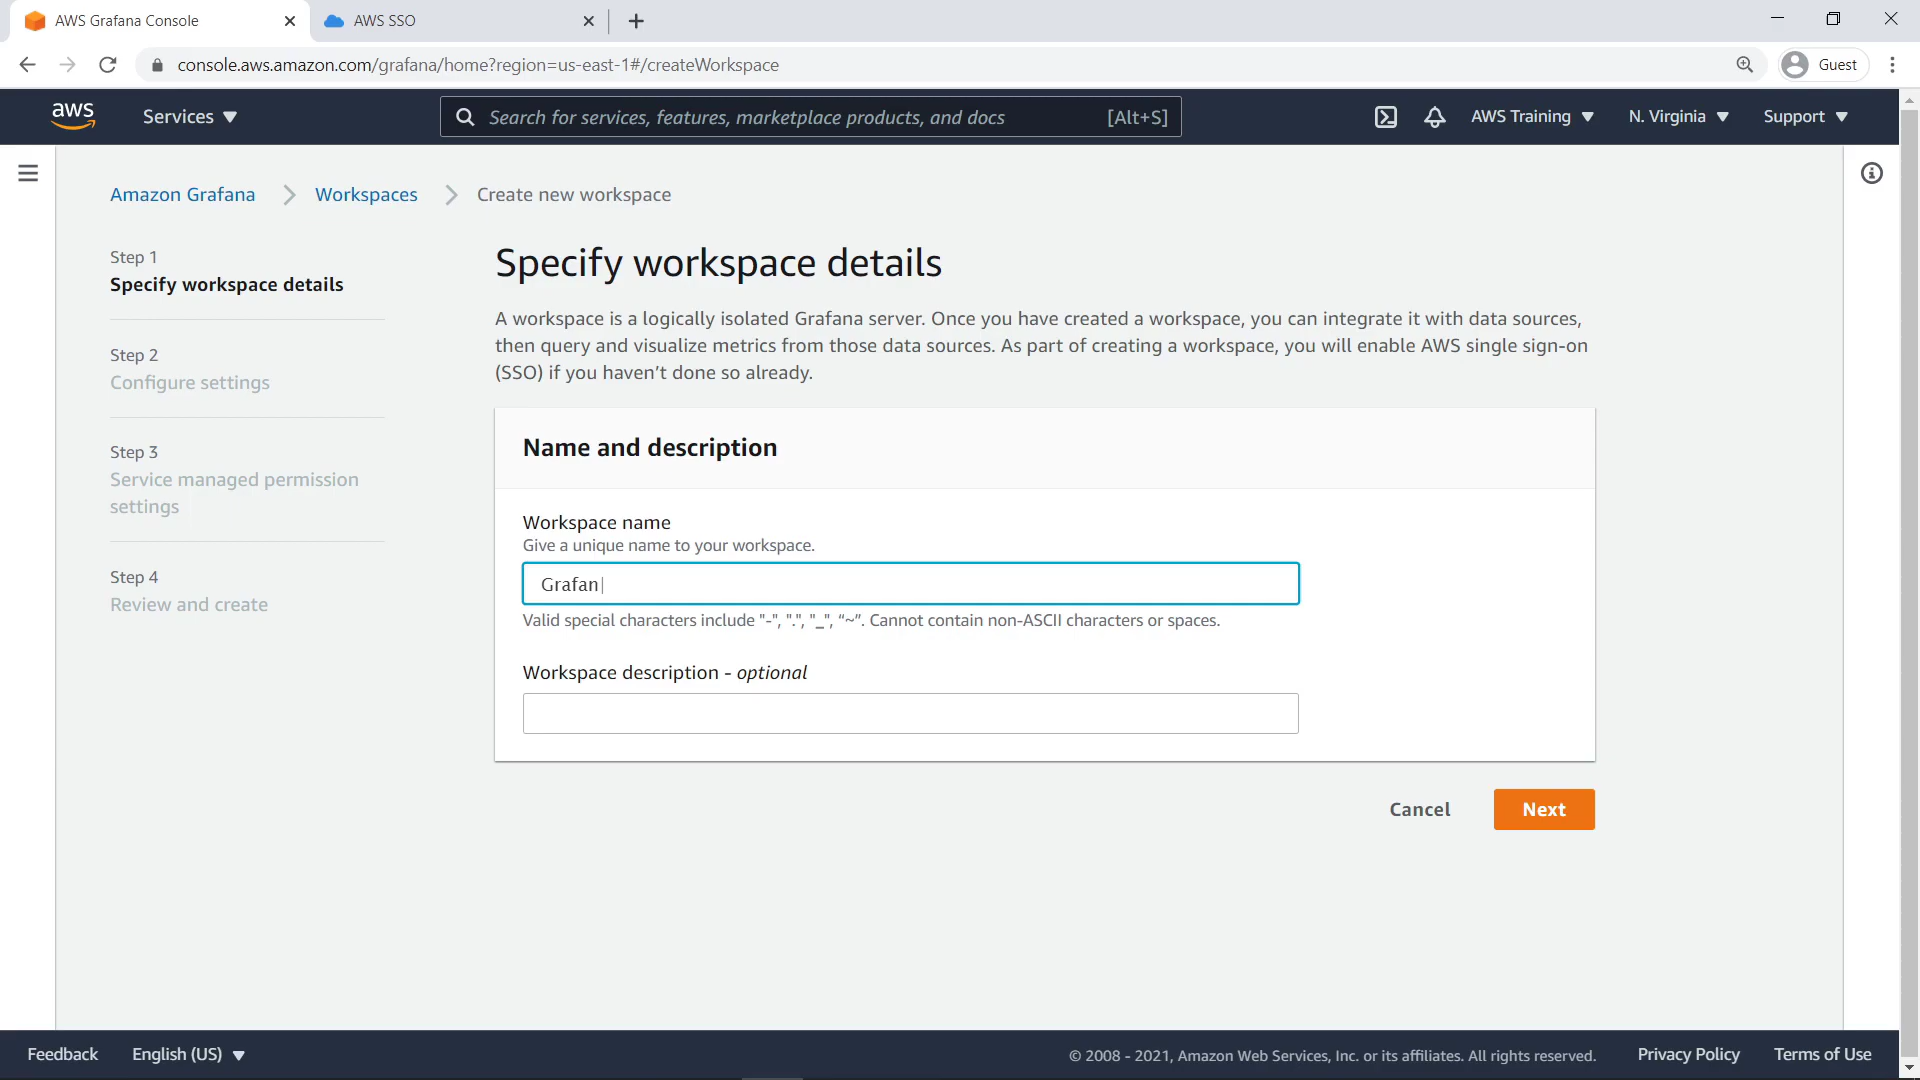 AWS Grafana Console
AWS SSO
console.aws.amazon.com/grafana/home?region=us-east-1#/createWorkspace
Guest
aws
Services
Search for services, features, marketplace products, and docs
[Alt+S]
AWS Training
N. Virginia
Support
Amazon Grafana
Workspaces
Create new workspace
Step 1
Specify workspace details
Step 2
Configure settings
Step 3
Service managed permission
settings
Step 4
Review and create
Specify workspace details
A workspace is a logically isolated Grafana server. Once you have created a workspace, you can integrate it with data sources,
then query and visualize metrics from those data sources. As part of creating a workspace, you will enable AWS single sign-on
(SSO) if you haven’t done so already.
Name and description
Workspace name
Give a unique name to your workspace.
Grafan
Valid special characters include "-", ".", "_", “~”. Cannot contain non-ASCII characters or spaces.
Workspace description - optional
Cancel
Next
Feedback
English (US)
© 2008 - 2021, Amazon Web Services, Inc. or its affiliates. All rights reserved.
Privacy Policy
Terms of Use